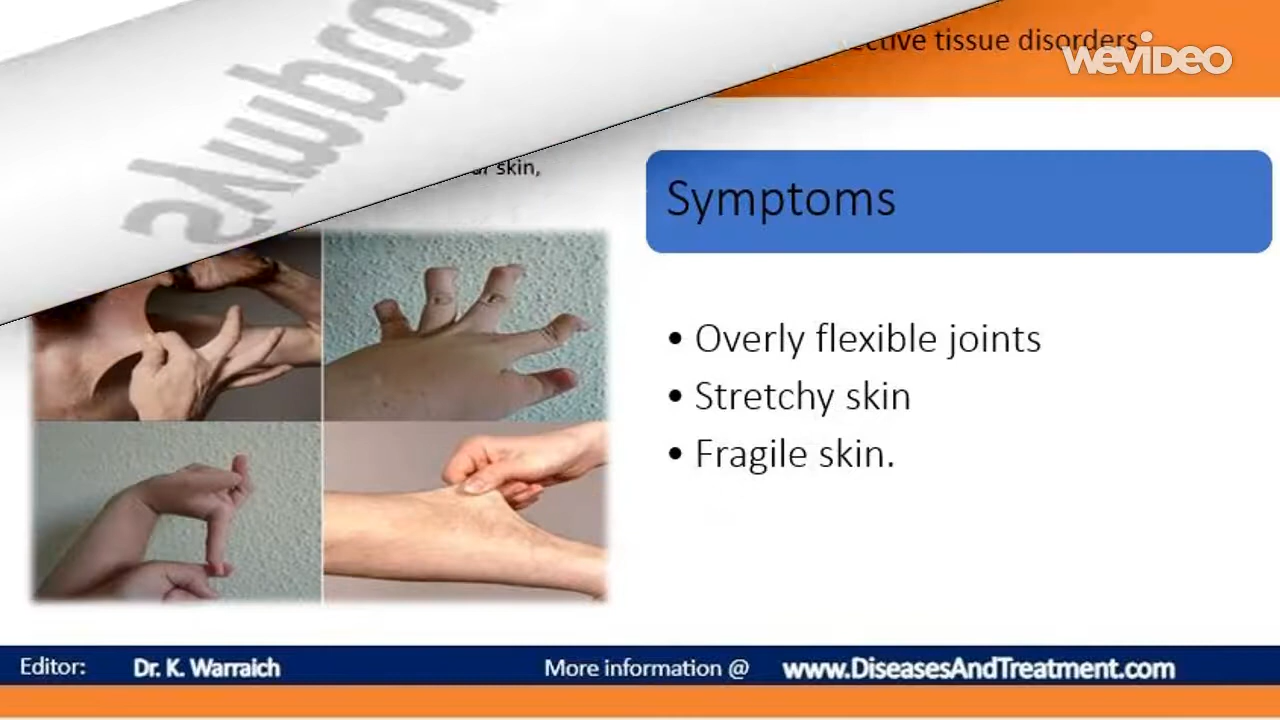 tissue disorders
WeVIDEO
skin,
Symptoms
• Overly flexible joints
• Stretchy skin
• Fragile skin.
Editor: Dr. K. Warraich More information @ www.DiseasesAndTreatment.com